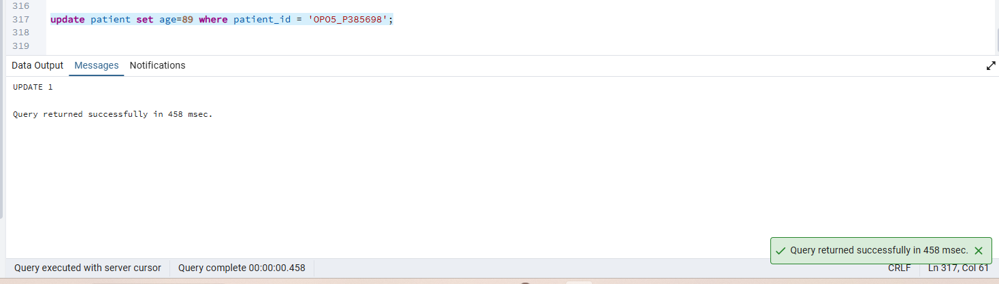 316
317 update patient set age=89 where patient_id = 'OPO5_P385698';
318
319
Data Output Messages Notifications
UPDATE 1
Query returned successfully in 458 msec.
Query returned successfully in 458 msec.
Query executed with server cursor Query complete 00:00:00.458 CRLF Ln 317, Col 61